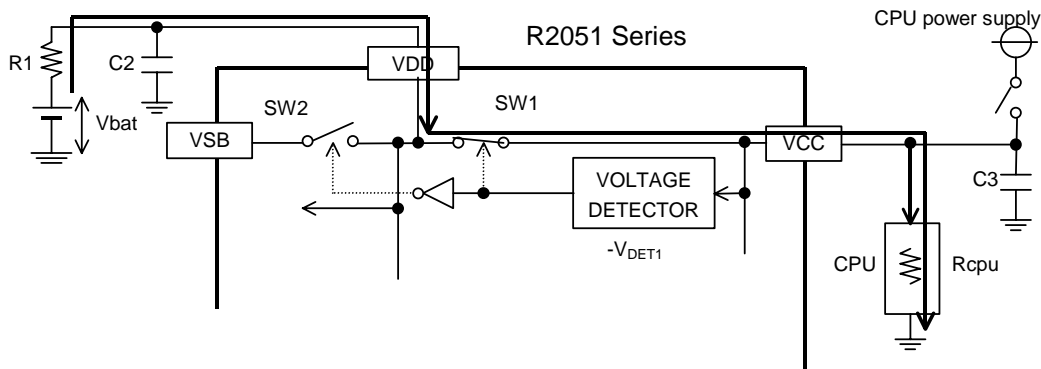 CPU power supply
R2051 Series
R1
C2
VDD
SW2
SW1
Vbat
VSB
VCC
VOLTAGE
DETECTOR
C3
-VDET1
CPU
Rcpu